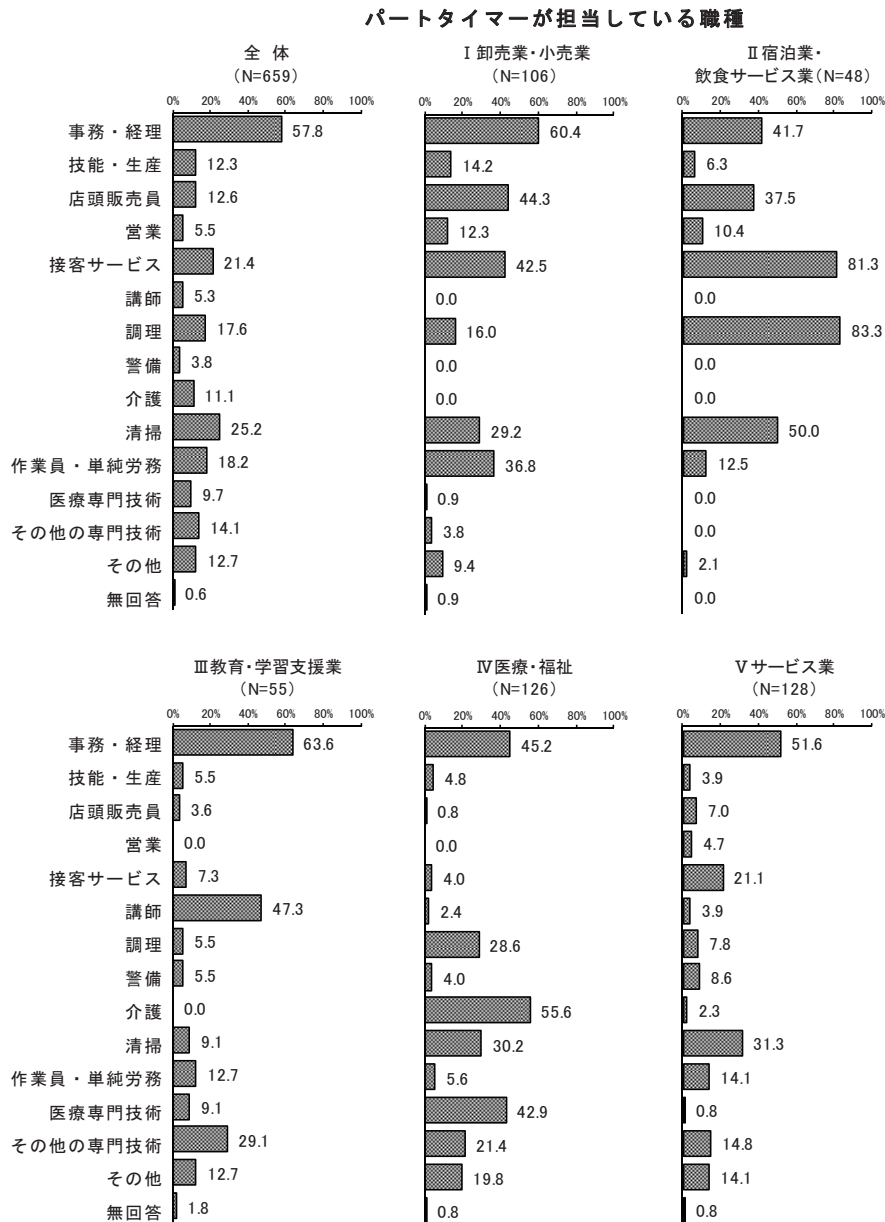 パートタイマーが担当している職種
全 体
(N=659)
0% 20% 40% 60% 80% 100%
事務・経理 57.8
技能・生産 12.3
店頭販売員 12.6
営業 5.5
接客サービス 21.4
講師 5.3
調理 17.6
警備 3.8
介護 11.1
清掃 25.2
作業員・単純労務 18.2
医療専門技術 9.7
その他の専門技術 14.1
その他 12.7
無回答 0.6
Ⅰ卸売業・小売業
(N=106)
0% 20% 40% 60% 80% 100%
60.4
14.2
44.3
12.3
42.5
0.0
16.0
0.0
0.0
29.2
36.8
0.9
3.8
9.4
0.9
Ⅱ宿泊業・
飲食サービス業(N=48)
0% 20% 40% 60% 80% 100%
41.7
6.3
37.5
10.4
81.3
0.0
83.3
0.0
0.0
50.0
12.5
0.0
0.0
2.1
0.0
Ⅲ教育・学習支援業
(N=55)
0% 20% 40% 60% 80% 100%
事務・経理 63.6
技能・生産 5.5
店頭販売員 3.6
営業 0.0
接客サービス 7.3
講師 47.3
調理 5.5
警備 5.5
介護 0.0
清掃 9.1
作業員・単純労務 12.7
医療専門技術 9.1
その他の専門技術 29.1
その他 12.7
無回答 1.8
Ⅳ医療・福祉
(N=126)
0% 20% 40% 60% 80% 100%
45.2
4.8
0.8
0.0
4.0
2.4
28.6
4.0
55.6
30.2
5.6
42.9
21.4
19.8
0.8
Ⅴサービス業
(N=128)
0% 20% 40% 60% 80% 100%
51.6
3.9
7.0
4.7
21.1
3.9
7.8
8.6
2.3
31.3
14.1
0.8
14.8
14.1
0.8